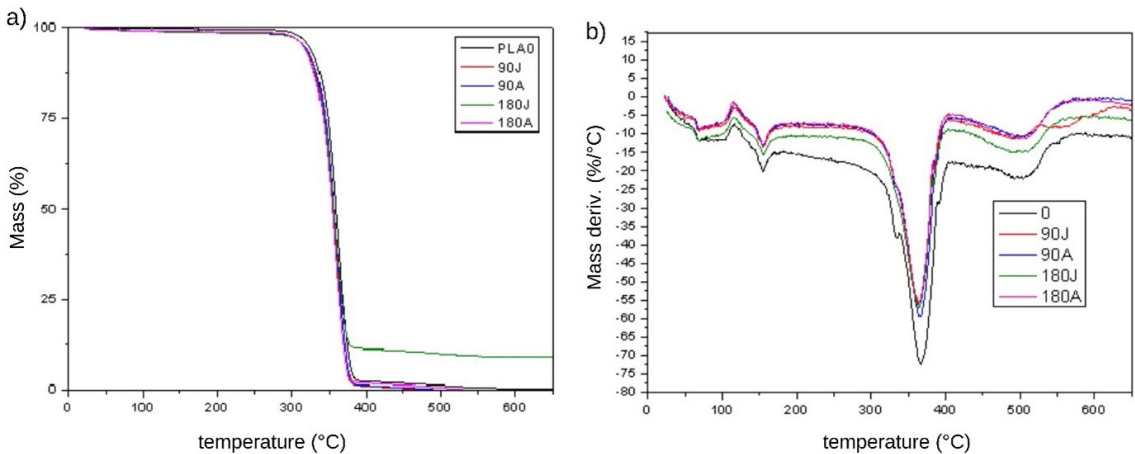 a)
100
75
50
25
0
Mass (%)
PLA0
90J
90A
180J
180A
0 100 200 300 400 500 600
temperature (°C)
b)
15
10
5
0
-5
-10
-15
-20
-25
-30
-35
-40
-45
-50
-55
-60
-65
-70
-75
-80
Mass deriv. (%/°C)
0
90J
90A
180J
180A
0 100 200 300 400 500 600
temperature (°C)